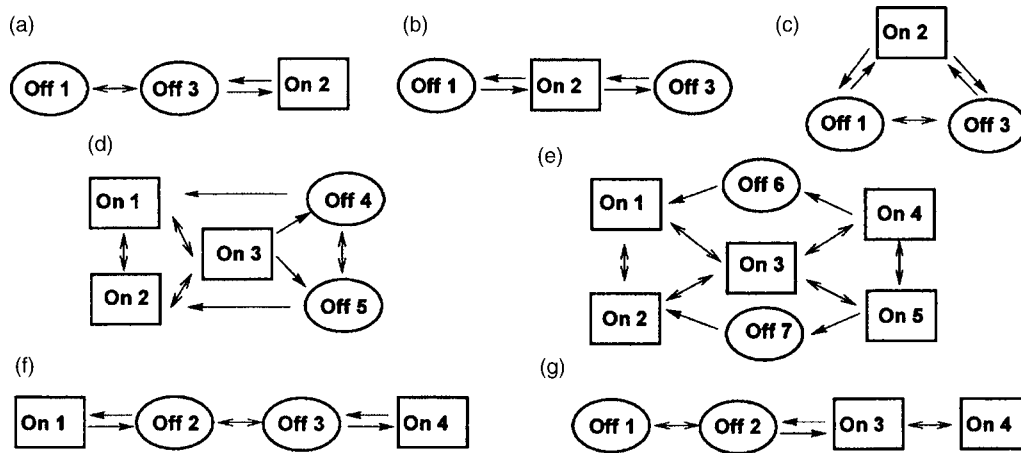 (a)
Off 1
Off 3
On 2
(b)
Off 1
On 2
Off 3
(c)
On 2
Off 1
Off 3
(d)
On 1
Off 4
On 3
On 2
Off 5
(e)
Off 6
On 1
On 4
On 3
On 2
Off 7
On 5
(f)
On 1
Off 2
Off 3
On 4
(g)
Off 1
Off 2
On 3
On 4